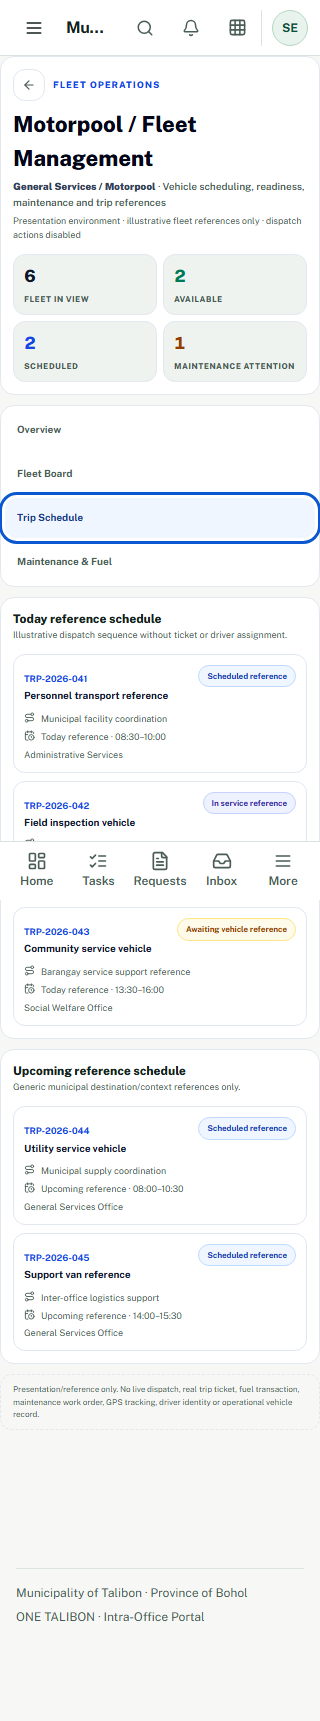 Mu...
SE
FLEET OPERATIONS
Motorpool / Fleet
Management
General Services / Motorpool · Vehicle scheduling, readiness,
maintenance and trip references
Presentation environment · illustrative fleet references only · dispatch
actions disabled
6
FLEET IN VIEW
2
AVAILABLE
2
SCHEDULED
1
MAINTENANCE ATTENTION
Overview
Fleet Board
Trip Schedule
Maintenance & Fuel
Today reference schedule
Illustrative dispatch sequence without ticket or driver assignment.
TRP-2026-041
Scheduled reference
Personnel transport reference
Municipal facility coordination
Today reference · 08:30–10:00
Administrative Services
TRP-2026-042
In service reference
Field inspection vehicle
Home
Tasks
Requests
Inbox
More
TRP-2026-043
Awaiting vehicle reference
Community service vehicle
Barangay service support reference
Today reference · 13:30–16:00
Social Welfare Office
Upcoming reference schedule
Generic municipal destination/context references only.
TRP-2026-044
Scheduled reference
Utility service vehicle
Municipal supply coordination
Upcoming reference · 08:00–10:30
General Services Office
TRP-2026-045
Scheduled reference
Support van reference
Inter-office logistics support
Upcoming reference · 14:00–15:30
General Services Office
Presentation/reference only. No live dispatch, real trip ticket, fuel transaction,
maintenance work order, GPS tracking, driver identity or operational vehicle
record.
Municipality of Talibon · Province of Bohol
ONE TALIBON · Intra-Office Portal